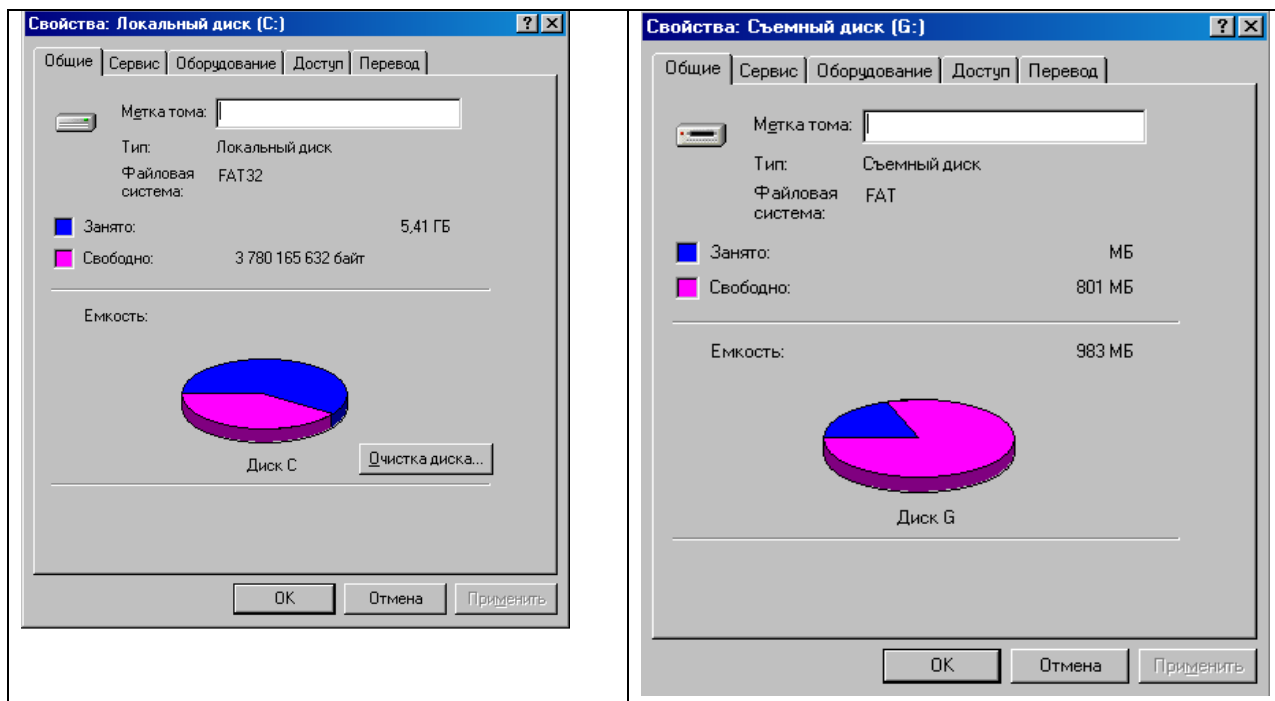 Свойства: Локальный диск (C:)
Общие Сервис Оборудование Доступ Перевод
Метка тома:
Тип: Локальный диск
Файловая система: FAT32
Занято: 5,41 ГБ
Свободно: 3 780 165 632 байт
Емкость:
Диск C
Очистка диска...
OK Отмена Применить
Свойства: Съемный диск (G:)
Общие Сервис Оборудование Доступ Перевод
Метка тома:
Тип: Съемный диск
Файловая система: FAT
Занято: МБ
Свободно: 801 МБ
Емкость: 983 МБ
Диск G
OK Отмена Применить